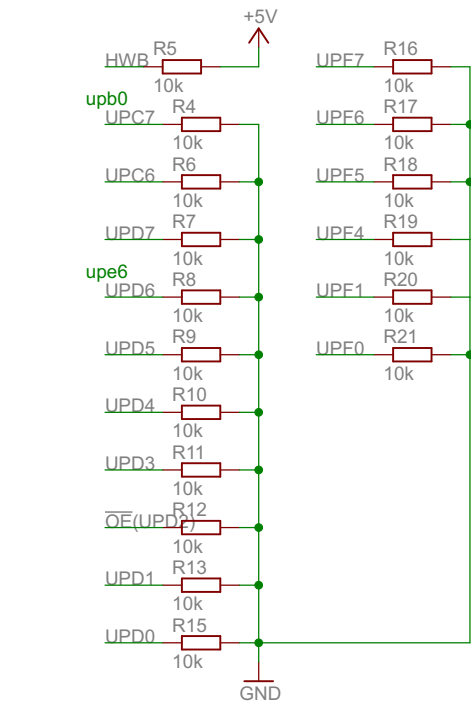 +5V
HWB R5
10k
upb0
UPC7 R4
10k
UPC6 R6
10k
UPD7 R7
10k
upe6
UPD6 R8
10k
UPD5 R9
10k
UPD4 R10
10k
UPD3 R11
10k
OE(UPD2) R12
10k
UPD1 R13
10k
UPD0 R15
10k
GND
UPF7 R16
10k
UPF6 R17
10k
UPF5 R18
10k
UPF4 R19
10k
UPF1 R20
10k
UPF0 R21
10k